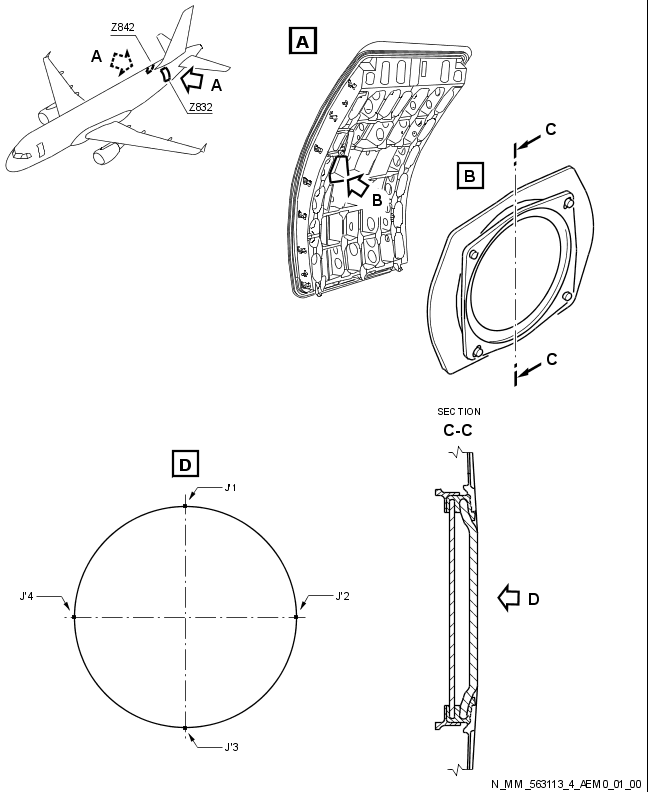 Z842
A
A
Z832
A
B
B
C
C
SECTION
C-C
D
J'1
J'4
J'2
J'3
D
N_MM_563113_4_AEM0_01_00